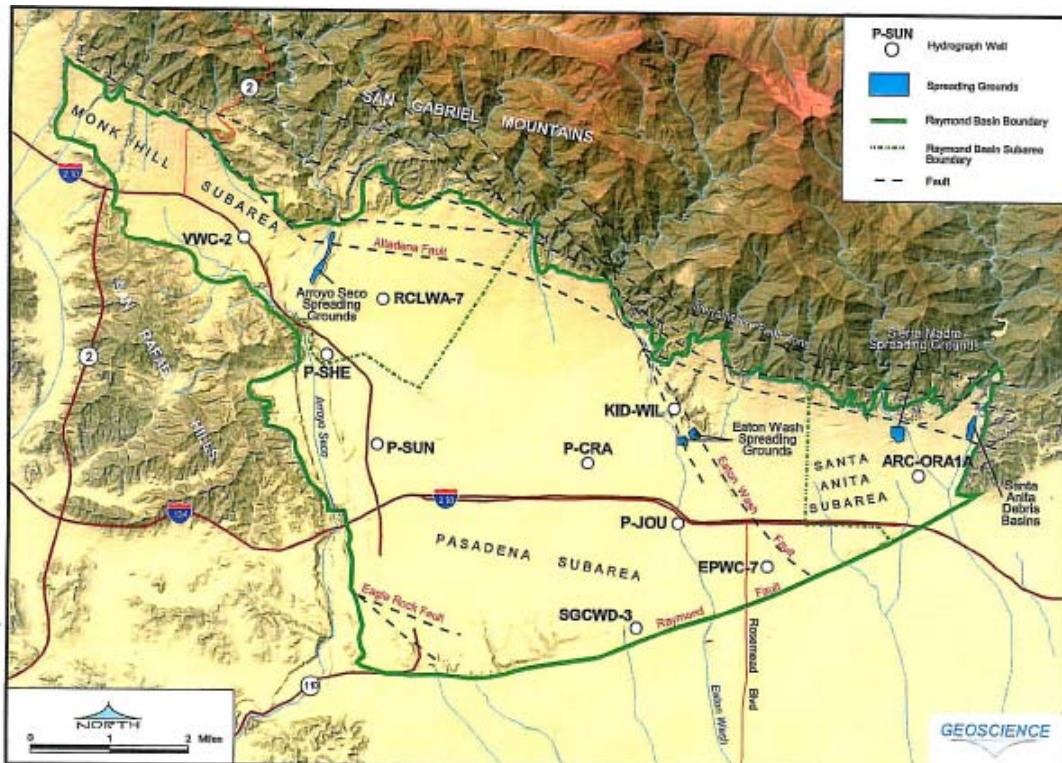 P-SUN
Hydrograph Well
Spreading Grounds
Raymond Basin Boundary
Raymond Basin Subarea
Boundary
Fault
2
SAN GABRIEL MOUNTAINS
MONK HILL
SUBAREA
210
VWC-2
Altadena Fault
Arroyo Seco
Spreading
Grounds
RCLWA-7
SAN RAFAEL HILLS
2
P-SHE
Arroyo Seco
Sierra Madre
Spreading Grounds
KID-WIL
Eaton Wash
Spreading
Grounds
P-SUN
P-CRA
SANTA
ANITA
SUBAREA
ARC-ORA1A
Santa
Anita
Debris
Basins
Eaton Wash Fault
210
134
P-JOU
PASADENA SUBAREA
EPWC-7
Eagle Rock Fault
SGCWD-3
Raymond Fault
110
Eaton Wash
Rosemead Blvd
NORTH
0 1 2 Miles
GEOSCIENCE